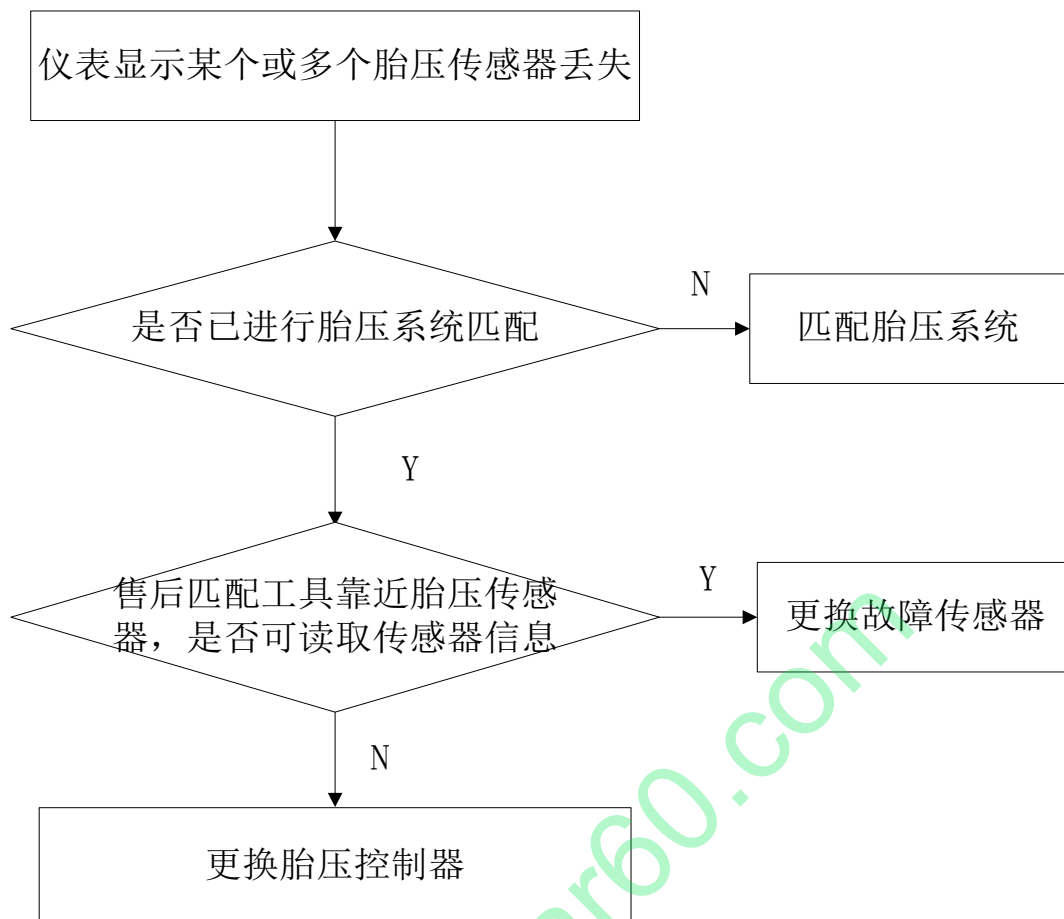 仪表显示某个或多个胎压传感器丢失
是否已进行胎压系统匹配
N
匹配胎压系统
Y
售后匹配工具靠近胎压传感
器，是否可读取传感器信息
Y
更换故障传感器
N
更换胎压控制器
ar60.com